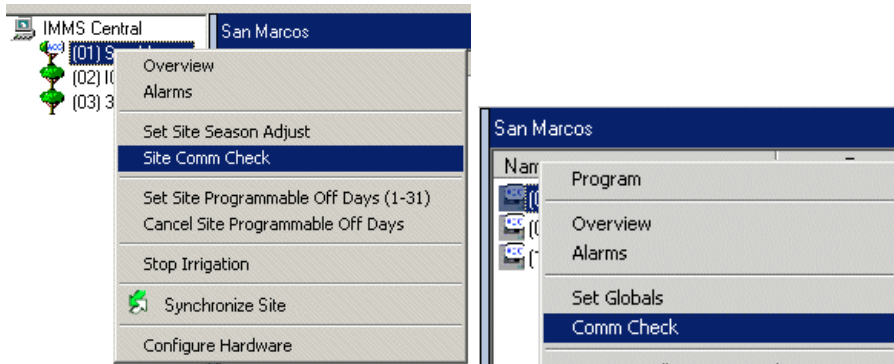 IMMS Central
San Marcos
(01) S
(02) I
(03) 3
Overview
Alarms
Set Site Season Adjust
Site Comm Check
Set Site Programmable Off Days (1-31)
Cancel Site Programmable Off Days
Stop Irrigation
Synchronize Site
Configure Hardware
San Marcos
Nam
Program
Overview
Alarms
Set Globals
Comm Check